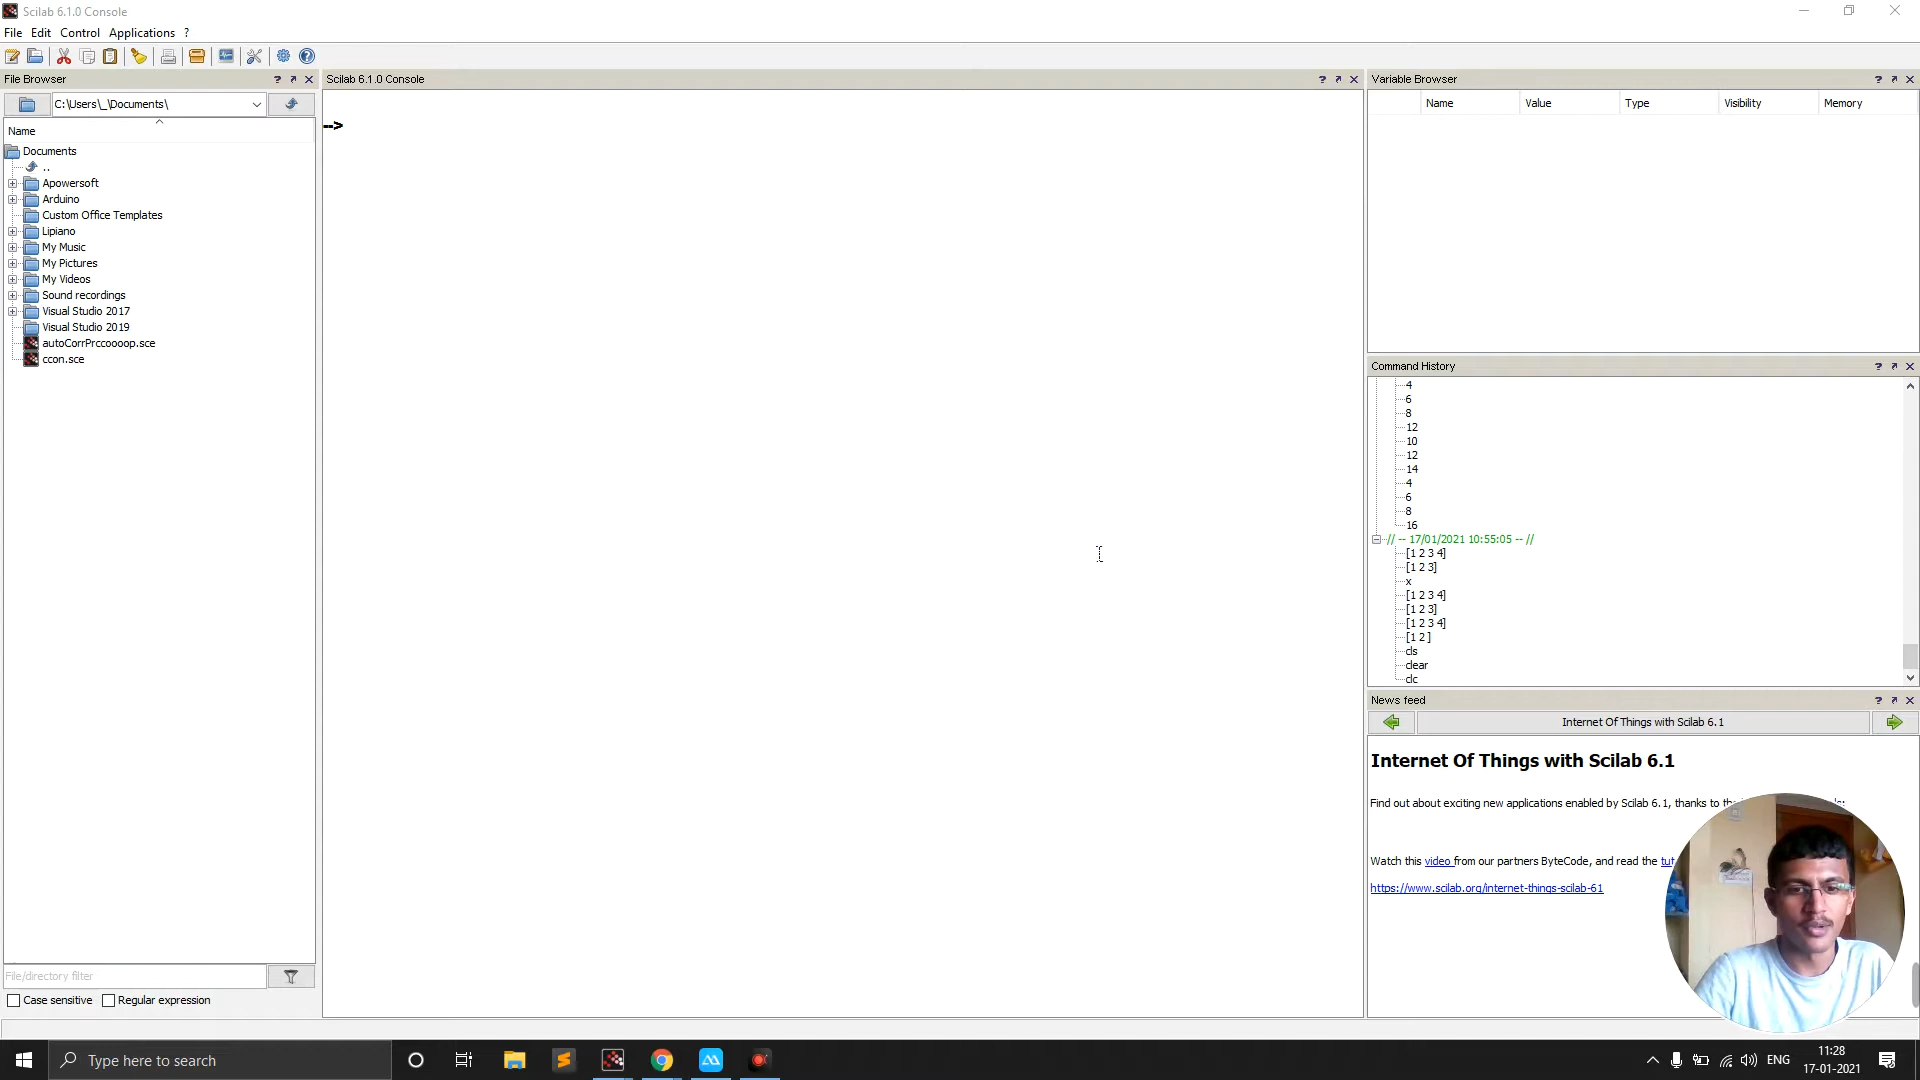 Scilab 6.1.0 Console
File Edit Control Applications ?
File Browser ?
C:\Users\_\Documents\
Name
Documents
..
Apowersoft
Arduino
Custom Office Templates
Lipiano
My Music
My Pictures
My Videos
Sound recordings
Visual Studio 2017
Visual Studio 2019
autoCorrPrccoooop.sce
ccon.sce
File/directory filter
Case sensitive Regular expression
Scilab 6.1.0 Console ?
-->
Variable Browser ?
Name Value Type Visibility Memory
Command History ?
4
6
8
12
10
12
14
4
6
8
16
// -- 17/01/2021 10:55:05 -- //
[1 2 3 4]
[1 2 3]
x
[1 2 3 4]
[1 2 3]
[1 2 3 4]
[1 2 ]
cls
clear
clc
News feed ?
Internet Of Things with Scilab 6.1
Internet Of Things with Scilab 6.1
Find out about exciting new applications enabled by Scilab 6.1, thanks to
Watch this video from our partners ByteCode, and read the
https://www.scilab.org/internet-things-scilab-61
Type here to search
ENG
11:28
17-01-2021